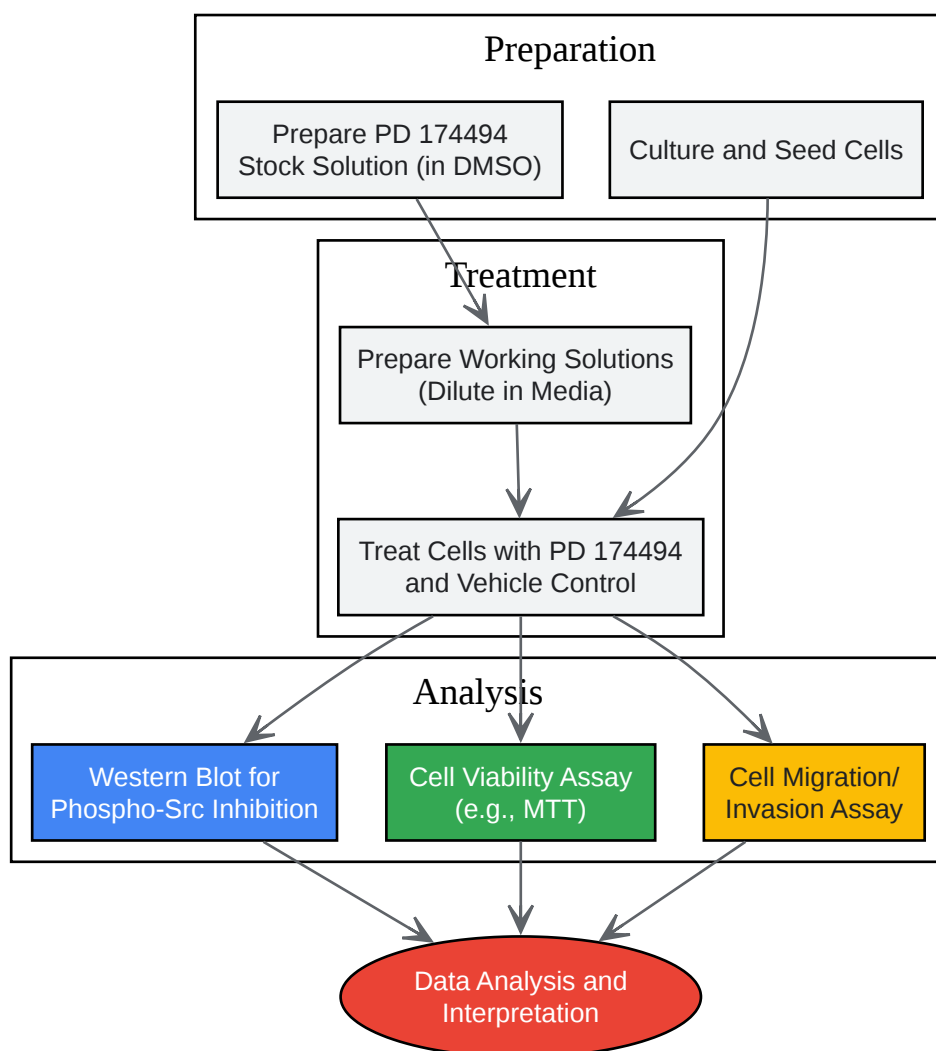 Preparation
Prepare PD 174494
Stock Solution (in DMSO)
Culture and Seed Cells
Treatment
Prepare Working Solutions
(Dilute in Media)
Treat Cells with PD 174494
and Vehicle Control
Analysis
Western Blot for
Phospho-Src Inhibition
Cell Viability Assay
(e.g., MTT)
Cell Migration/
Invasion Assay
Data Analysis and
Interpretation